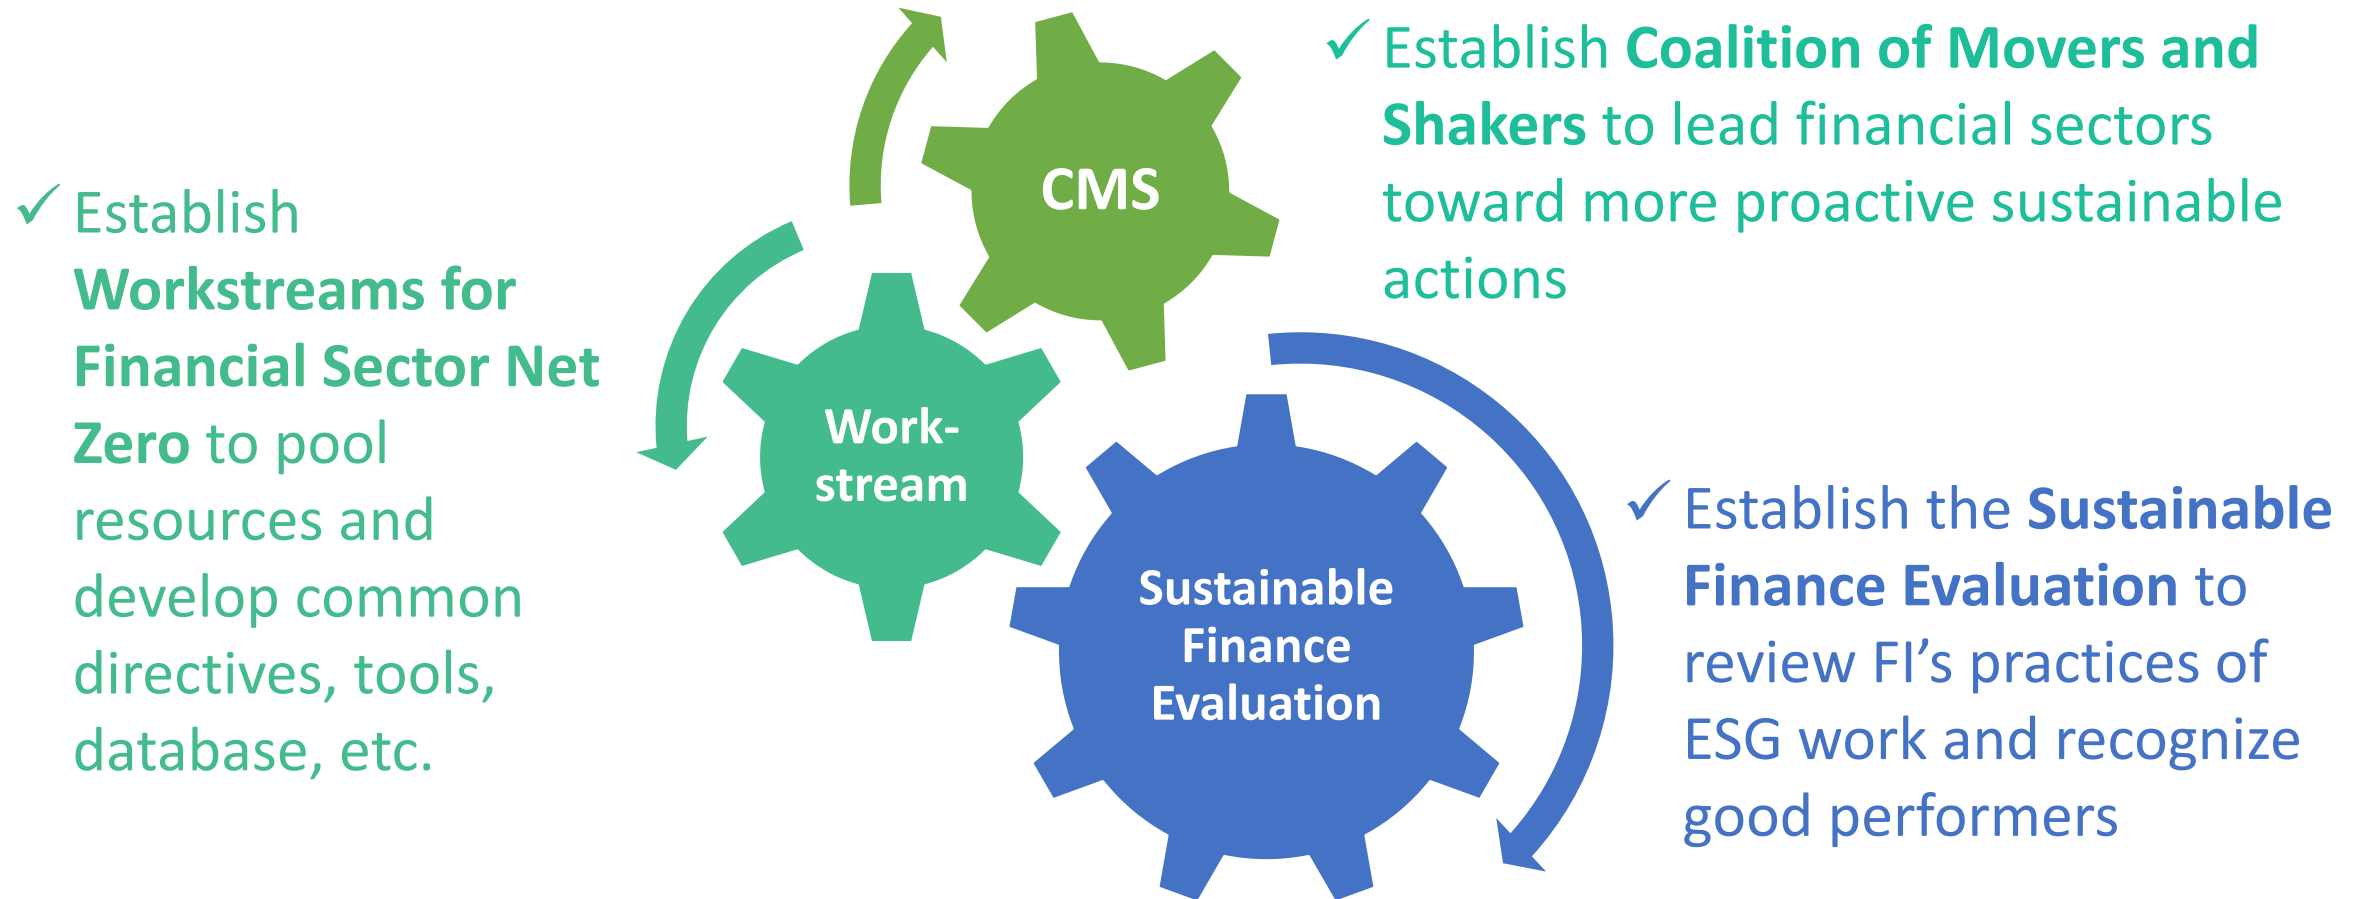 ✓ Establish
Workstreams for
Financial Sector Net
Zero to pool
resources and
develop common
directives, tools,
database, etc.
CMS
Work-
stream
Sustainable
Finance
Evaluation
✓ Establish Coalition of Movers and
Shakers to lead financial sectors
toward more proactive sustainable
actions
✓ Establish the Sustainable
Finance Evaluation to
review FI’s practices of
ESG work and recognize
good performers